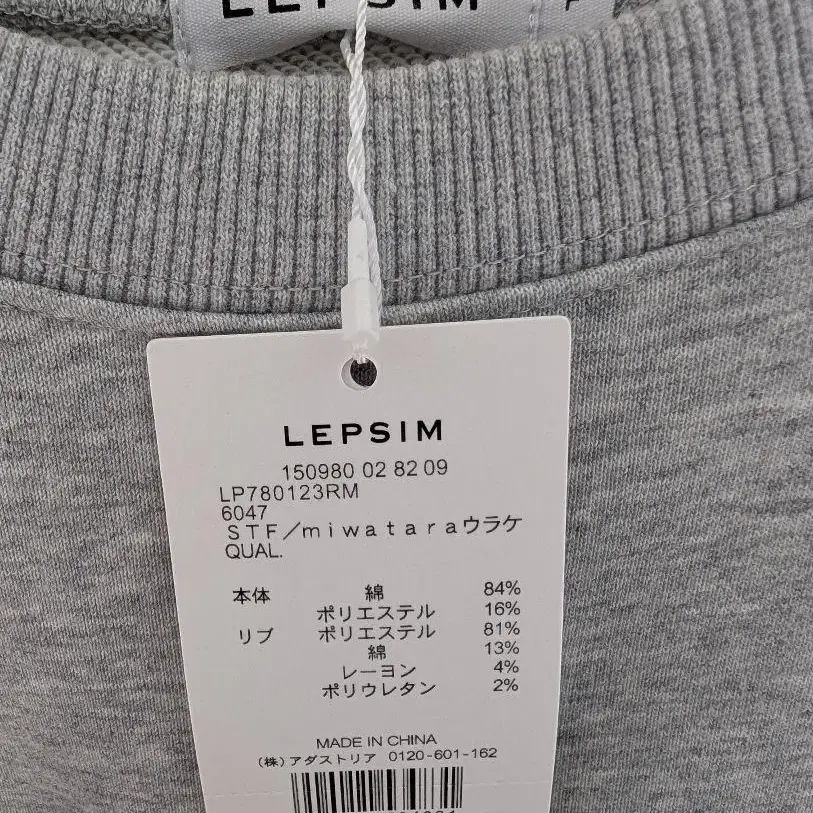 LEPSIM
F
LEPSIM
150980 02 82 09
LP780123RM
6047
STF/miwataraウラケ
QUAL.
本体 綿 84%
ポリエステル 16%
リブ ポリエステル 81%
綿 13%
レーヨン 4%
ポリウレタン 2%
MADE IN CHINA
(株)アダストリア 0120-601-162